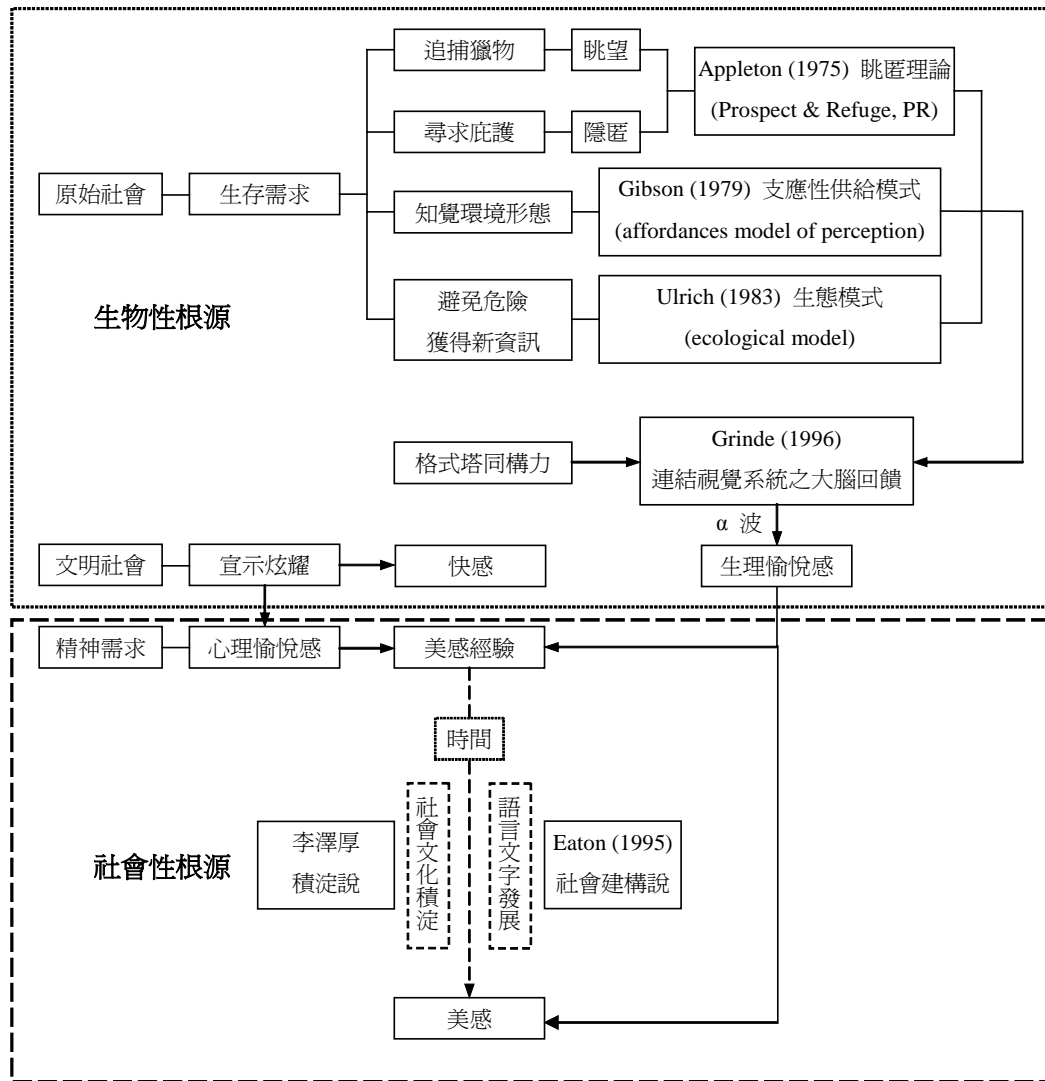 追捕獵物
眺望
Appleton (1975) 眺匿理論
(Prospect & Refuge, PR)
尋求庇護
隱匿
原始社會
生存需求
知覺環境形態
Gibson (1979) 支應性供給模式
(affordances model of perception)
生物性根源
避免危險
獲得新資訊
Ulrich (1983) 生態模式
(ecological model)
格式塔同構力
Grinde (1996)
連結視覺系統之大腦回饋
α 波
文明社會
宣示炫耀
快感
生理愉悅感
精神需求
心理愉悅感
美感經驗
時間
社會性根源
李澤厚
積淀說
社會文化積淀
語言文字發展
Eaton (1995)
社會建構說
美感